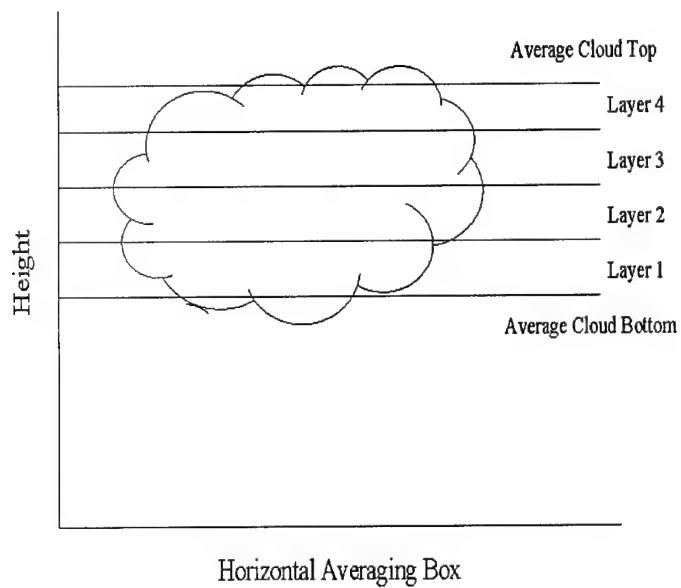 Average Cloud Top
Layer 4
Layer 3
Layer 2
Layer 1
Average Cloud Bottom
Height
Horizontal Averaging Box